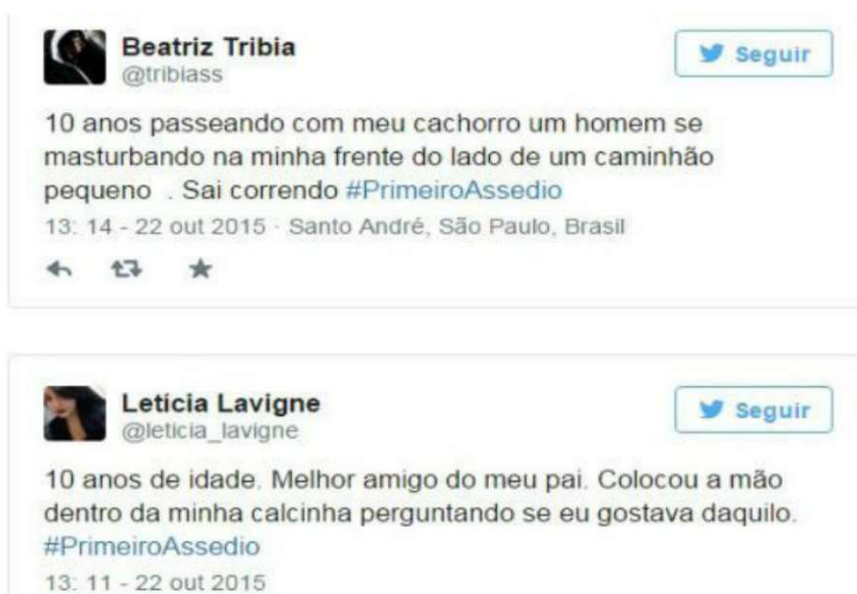 Beatriz Tribia
Seguir
@tribiass
10 anos passeando com meu cachorro um homem se
masturbando na minha frente do lado de um caminhão
pequeno . Sai correndo #PrimeiroAssedio
13: 14 - 22 out 2015 · Santo André, São Paulo, Brasil
Letícia Lavigne
Seguir
@leticia_lavigne
10 anos de idade. Melhor amigo do meu pai. Colocou a mão
dentro da minha calcinha perguntando se eu gostava daquilo.
#PrimeiroAssedio
13: 11 - 22 out 2015